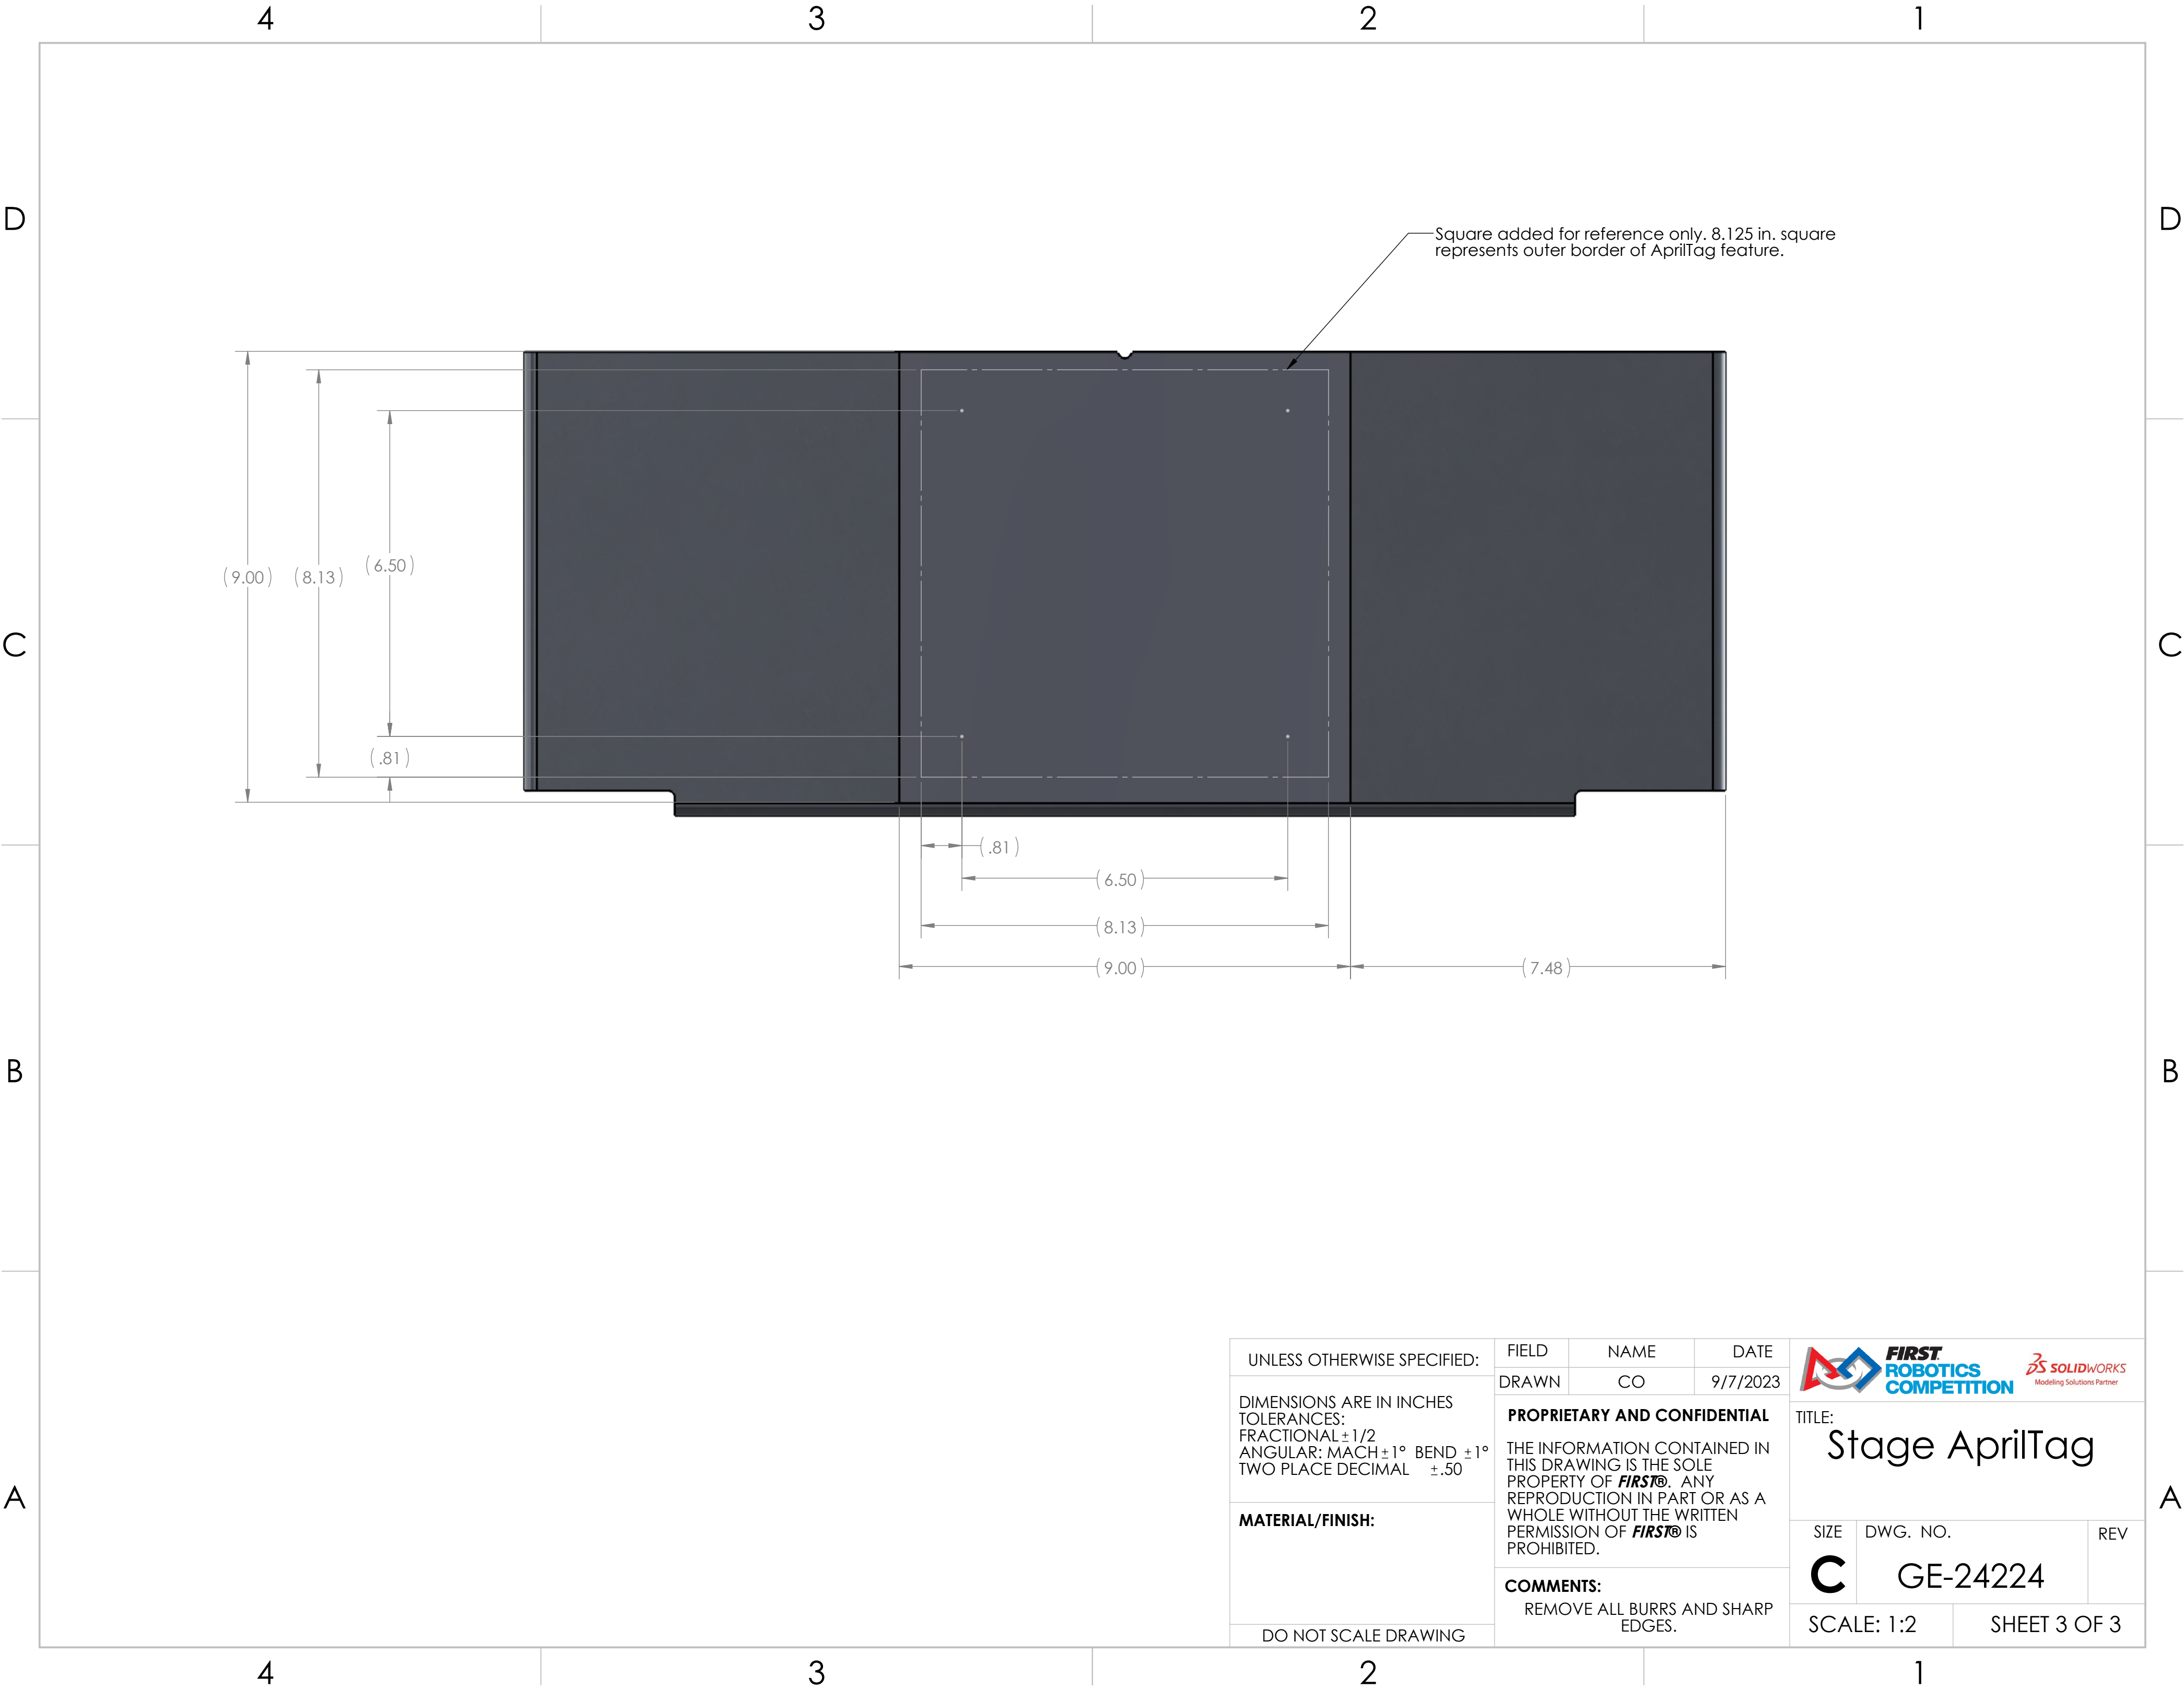 4 3 2 1
D D
Square added for reference only. 8.125 in. square
represents outer border of AprilTag feature.
(9.00) (8.13) (6.50)
C C
(.81)
(.81)
(6.50)
(8.13)
(9.00) (7.48)
B B
UNLESS OTHERWISE SPECIFIED:
DIMENSIONS ARE IN INCHES
TOLERANCES:
FRACTIONAL ± 1/2
ANGULAR: MACH ± 1° BEND ± 1°
TWO PLACE DECIMAL ± .50
MATERIAL/FINISH:
DO NOT SCALE DRAWING
FIELD NAME DATE
DRAWN CO 9/7/2023
PROPRIETARY AND CONFIDENTIAL
THE INFORMATION CONTAINED IN
THIS DRAWING IS THE SOLE
PROPERTY OF FIRST®. ANY
REPRODUCTION IN PART OR AS A
WHOLE WITHOUT THE WRITTEN
PERMISSION OF FIRST® IS
PROHIBITED.
COMMENTS:
REMOVE ALL BURRS AND SHARP
EDGES.
FIRST
ROBOTICS
COMPETITION
SOLIDWORKS
Modeling Solutions Partner
TITLE:
Stage AprilTag
SIZE DWG. NO. REV
C GE-24224
SCALE: 1:2 SHEET 3 OF 3
A A
4 3 2 1